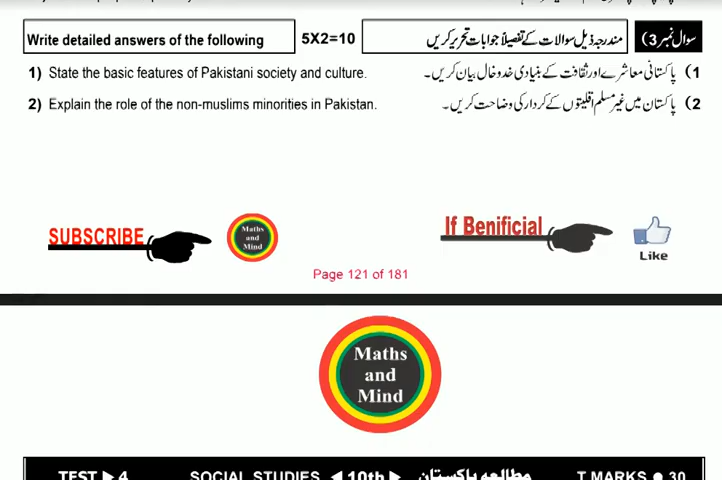 Write detailed answers of the following 5X2=10 مندرجہ ذیل سوالات کے تفصیلاً جوابات تحریر کریں سوال نمبر 3)
1) State the basic features of Pakistani society and culture. 1) پاکستانی معاشرے اور ثقافت کے بنیادی خدوخال بیان کریں۔
2) Explain the role of the non-muslims minorities in Pakistan. 2) پاکستان میں غیر مسلم اقلیتوں کے کردار کی وضاحت کریں۔
SUBSCRIBE Maths and Mind If Benificial Like
Page 121 of 181
Maths
and
Mind
TEST 4 SOCIAL STUDIES 10th مطالعہ پاکستان T MARKS ● 30